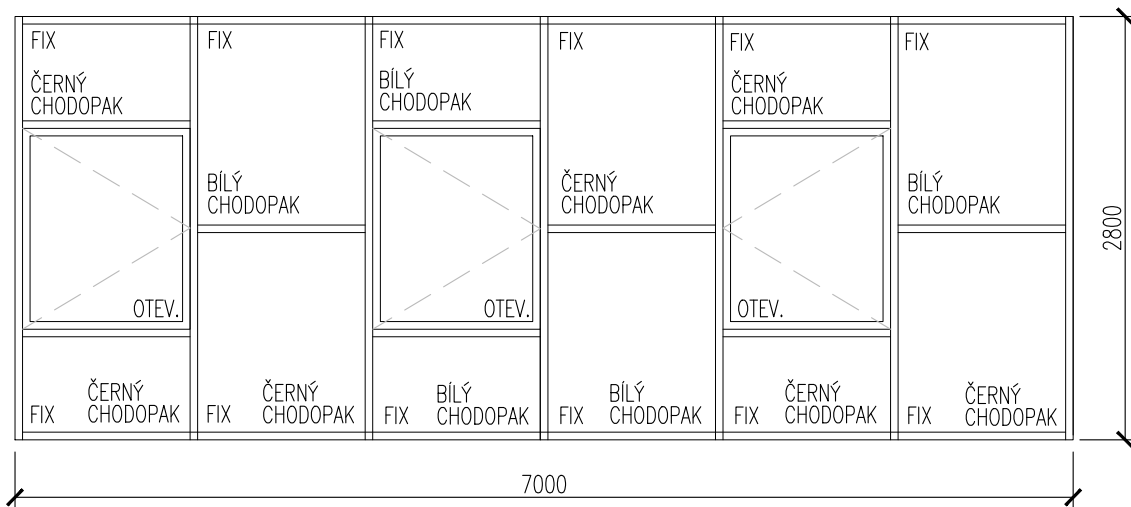 FIX
ČERNÝ
CHODOPAK
OTEV.
FIX
ČERNÝ
CHODOPAK
FIX
BÍLÝ
CHODOPAK
FIX
ČERNÝ
CHODOPAK
FIX
BÍLÝ
CHODOPAK
OTEV.
FIX
BÍLÝ
CHODOPAK
FIX
ČERNÝ
CHODOPAK
FIX
BÍLÝ
CHODOPAK
FIX
ČERNÝ
CHODOPAK
OTEV.
FIX
ČERNÝ
CHODOPAK
FIX
BÍLÝ
CHODOPAK
FIX
ČERNÝ
CHODOPAK
2800
7000